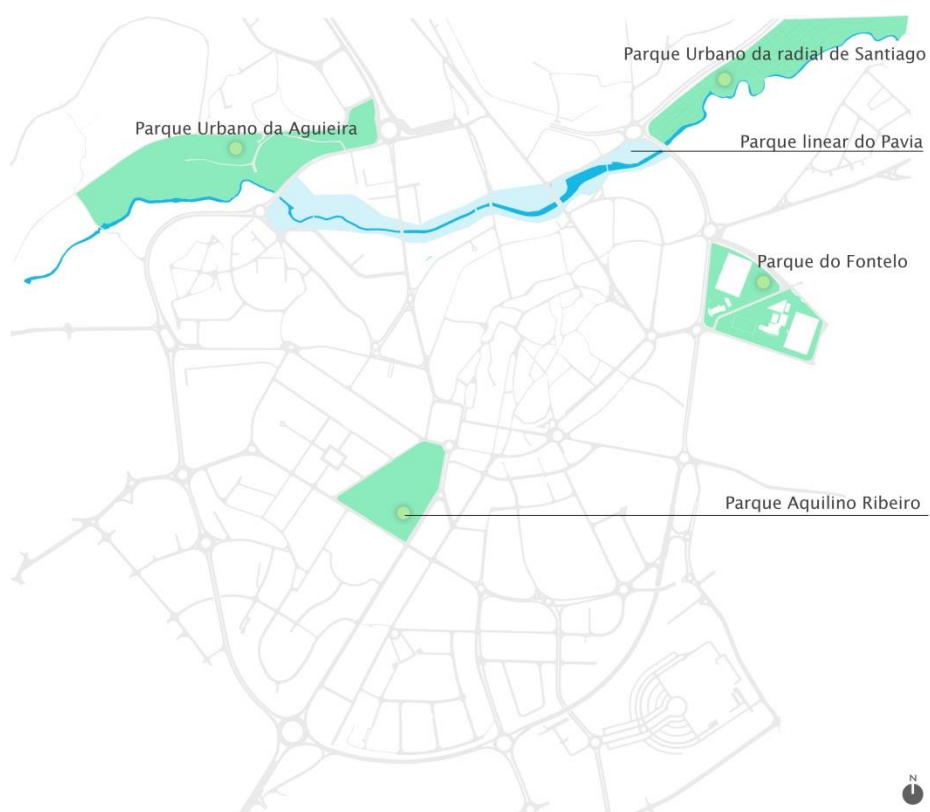 Parque Urbano da radial de Santiago
Parque Urbano da Aguieira
Parque linear do Pavia
Parque do Fontelo
Parque Aquilino Ribeiro
N